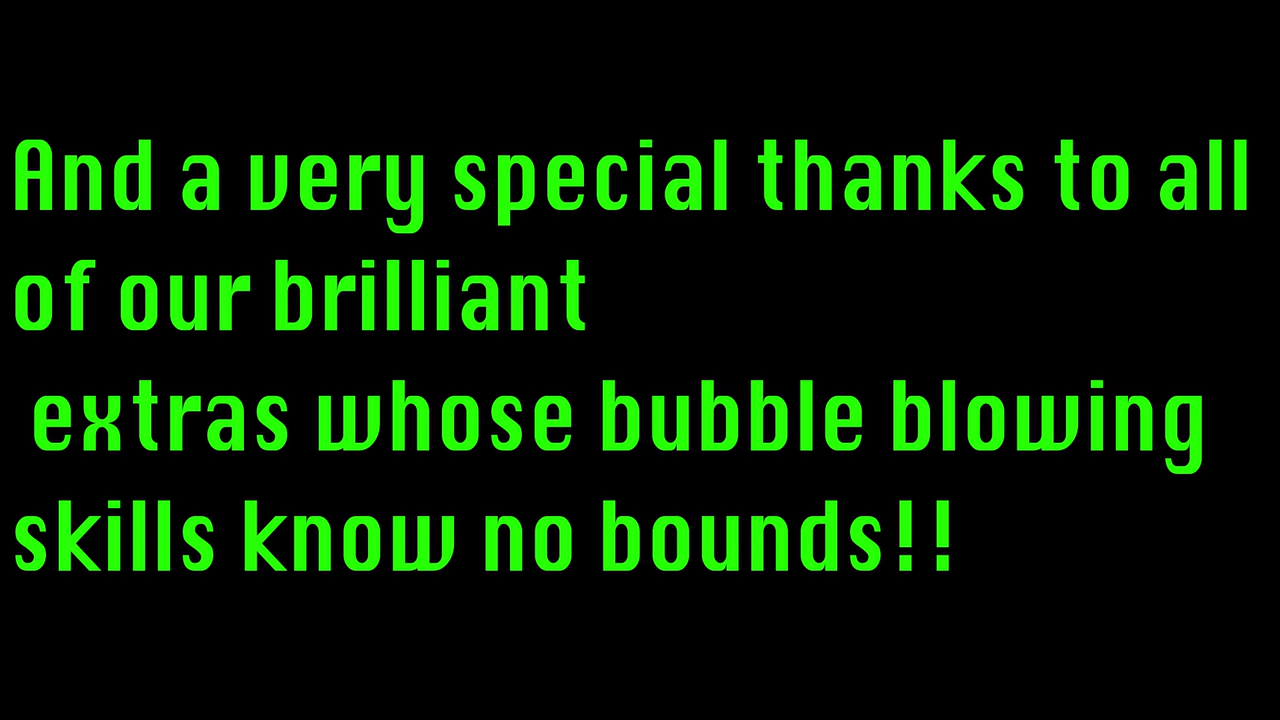 And a very special thanks to all
of our brilliant
extras whose bubble blowing
skills know no bounds!!